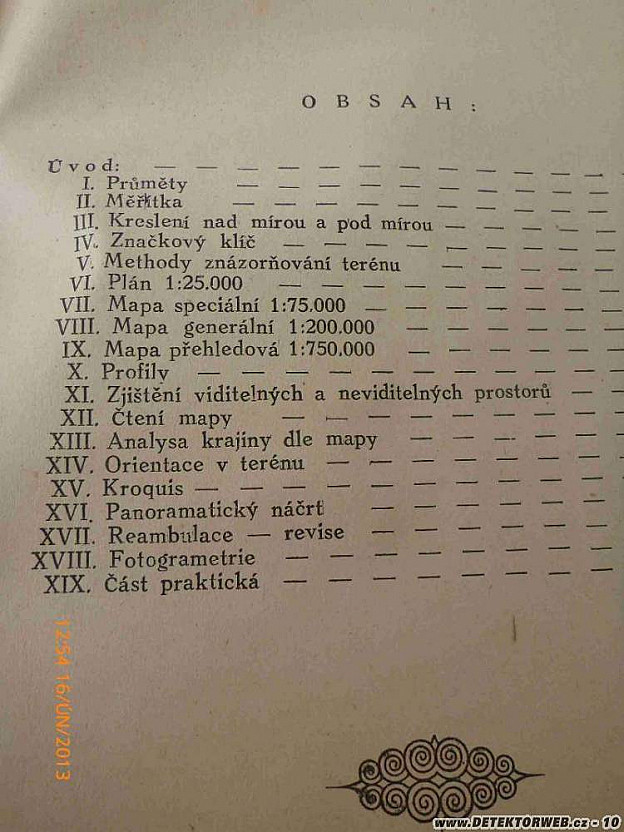 OBSAH:
Úvod: — — — — — — — — — — —
I. Průměty — — — — — — — — —
II. Měřítka — — — — — — — — —
III. Kreslení nad mírou a pod mírou — — — —
IV. Značkový klíč — — — — — — — —
V. Methody znázorňování terénu — — — —
VI. Plán 1:25.000 — — — — — — — —
VII. Mapa speciální 1:75.000 — — — — — —
VIII. Mapa generální 1:200.000 — — — — —
IX. Mapa přehledová 1:750.000 — — — — —
X. Profily — — — — — — — — — —
XI. Zjištění viditelných a neviditelných prostorů — —
XII. Čtení mapy — — — — — — — —
XIII. Analysa krajiny dle mapy — — — — —
XIV. Orientace v terénu — — — — — — —
XV. Kroquis — — — — — — — — — —
XVI. Panoramatický náčrt — — — — — —
XVII. Reambulace — revise — — — — — —
XVIII. Fotogrametrie — — — — — — — —
XIX. Část praktická — — — — — — — —
12:54 16/ÚN/2013
www.DETEKTORWEB.cz - 10